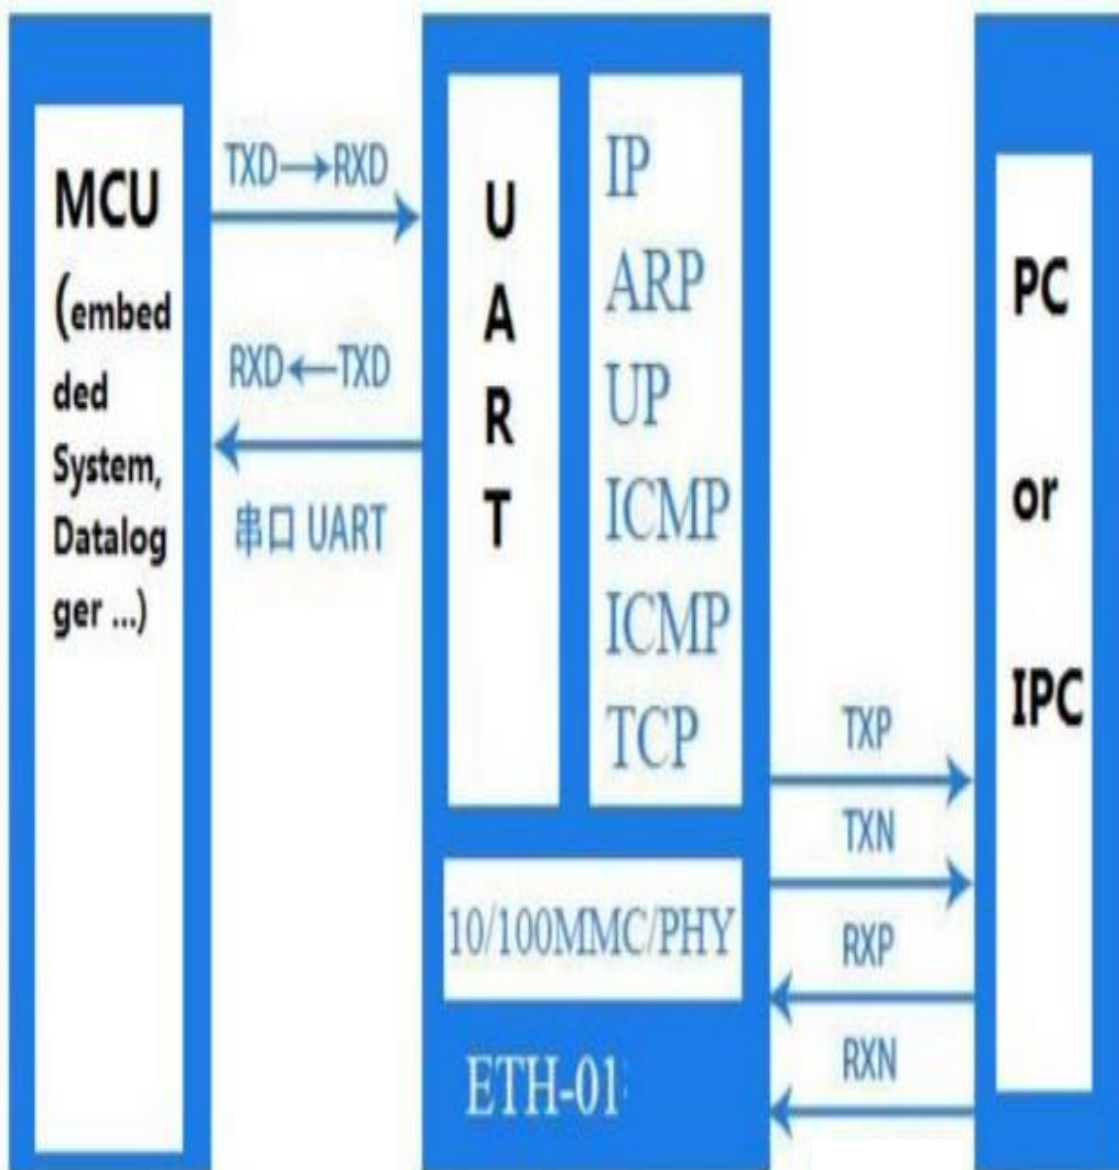 MCU
(embed
ded
System,
Datalog
ger ...)
TXD→RXD
RXD←TXD
串口 UART
U
A
R
T
IP
ARP
UP
ICMP
ICMP
TCP
10/100MMC/PHY
ETH-01
TXP
TXN
RXP
RXN
PC
or
IPC